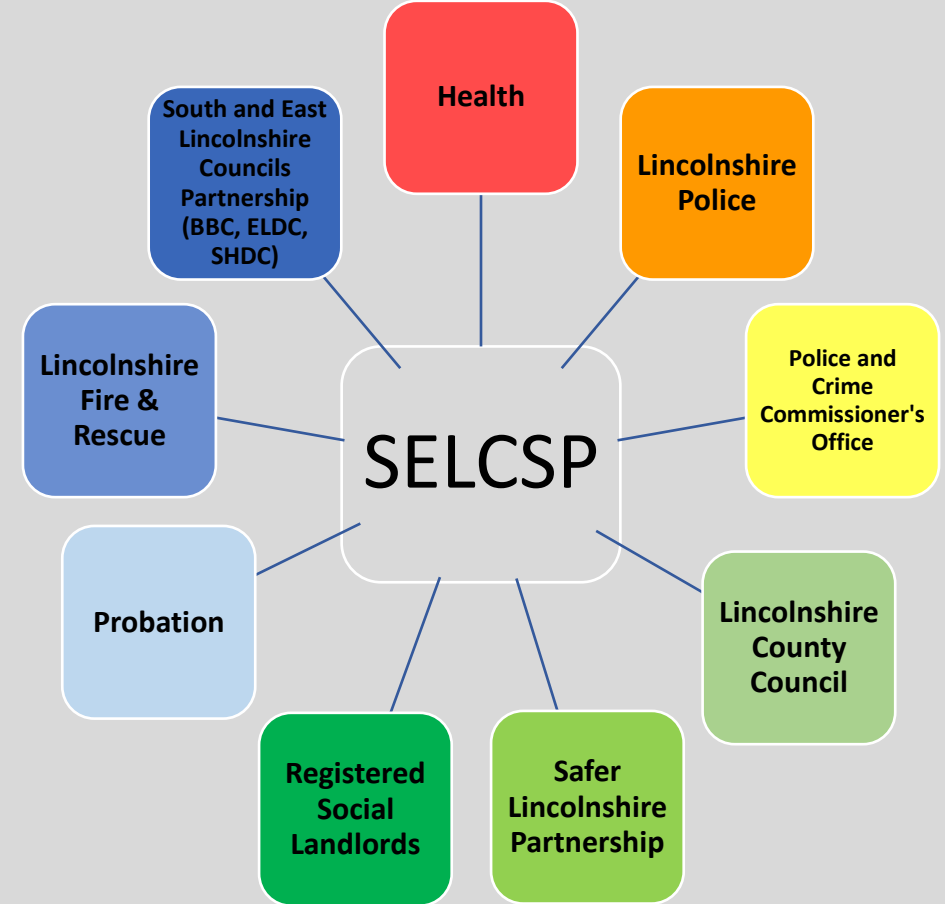 Health
South and East
Lincolnshire
Councils
Partnership
(BBC, ELDC,
SHDC)
Lincolnshire
Police
Lincolnshire
Fire &
Rescue
Police and
Crime
Commissioner's
Office
SELCSP
Probation
Lincolnshire
County
Council
Registered
Social
Landlords
Safer
Lincolnshire
Partnership